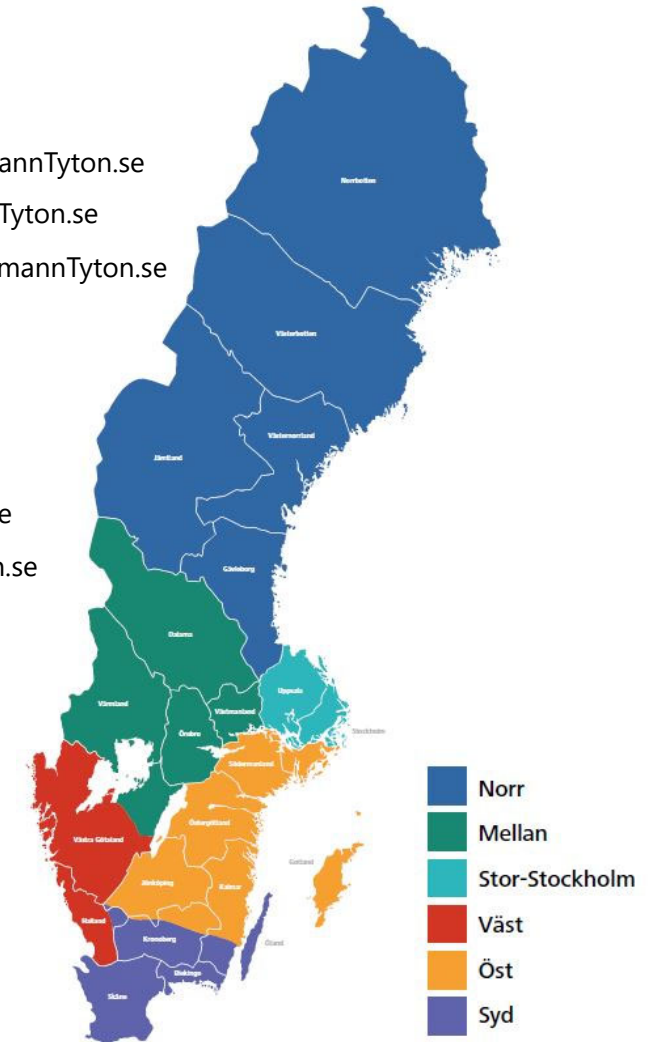 annTyton.se
Tyton.se
mannTyton.se
e
n.se
Norrbotten
Västerbotten
Västernorrland
Jämtland
Gävleborg
Dalarna
Uppsala
Värmland
Västmanland
Örebro
Stockholm
Södermanland
Östergötland
Västra Götaland
Gotland
Jönköping
Kalmar
Halland
Kronoberg
Öland
Blekinge
Skåne
Norr
Mellan
Stor-Stockholm
Väst
Öst
Syd